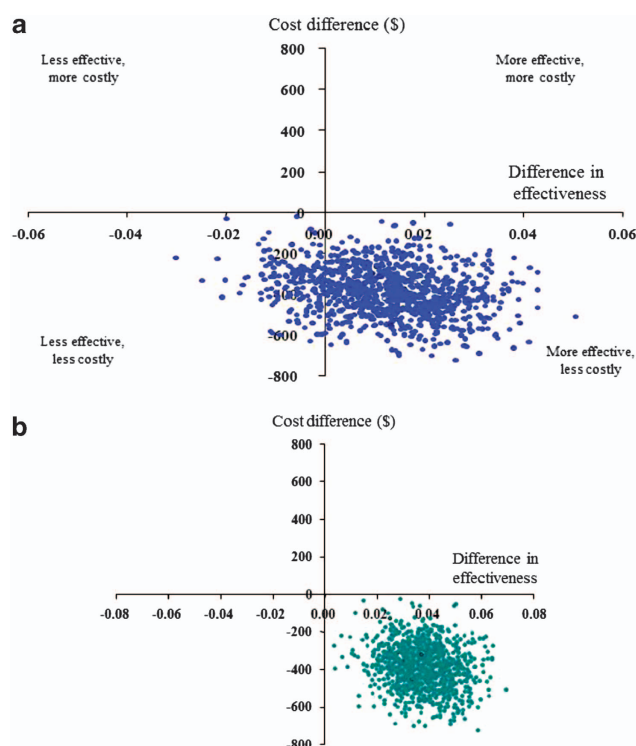 a
Cost difference ($)
800
Less effective,
more costly
More effective,
more costly
600
400
200
Difference in
effectiveness
0
-0.06 -0.04 -0.02 0.00 0.02 0.04 0.06
-600
Less effective,
less costly
More effective,
less costly
-800
b
Cost difference ($)
800
600
400
200
Difference in
effectiveness
0
-0.08 -0.06 -0.04 -0.02 0.00 0.02 0.04 0.06 0.08
-200
-400
-600
-800